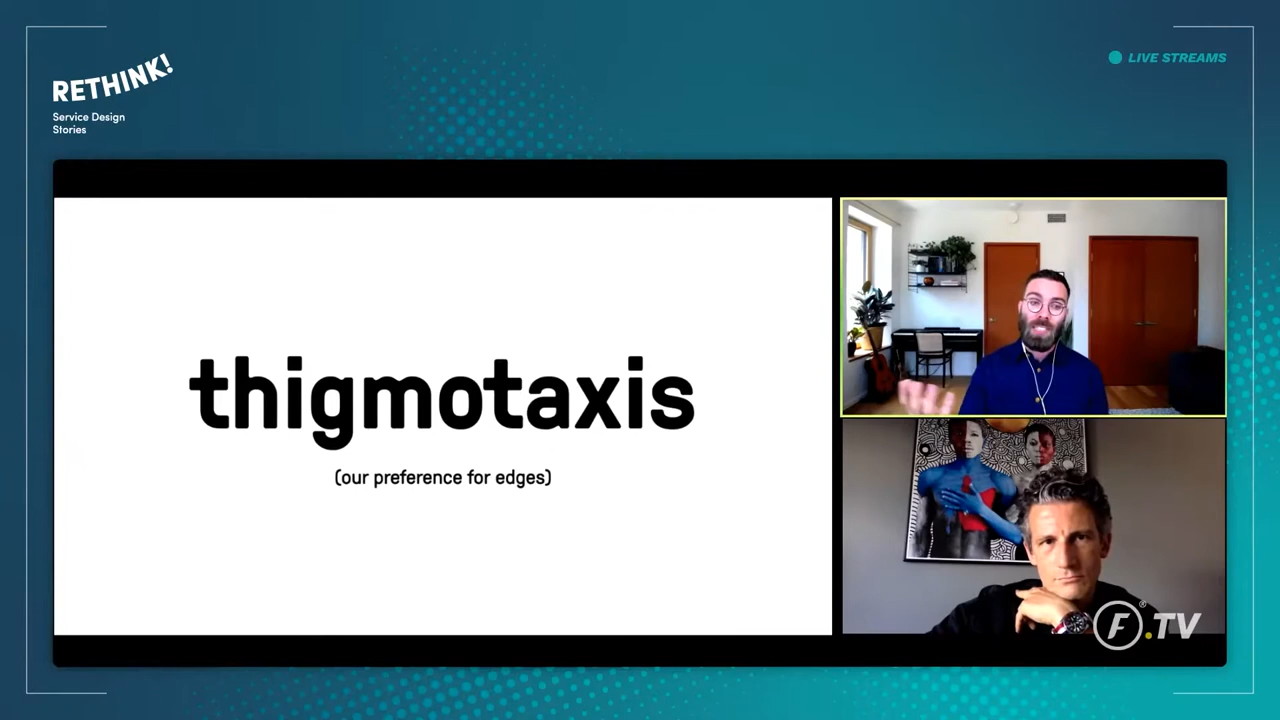 RETHINK!
Service Design
Stories
LIVE STREAMS
thigmotaxis
(our preference for edges)
F®.TV